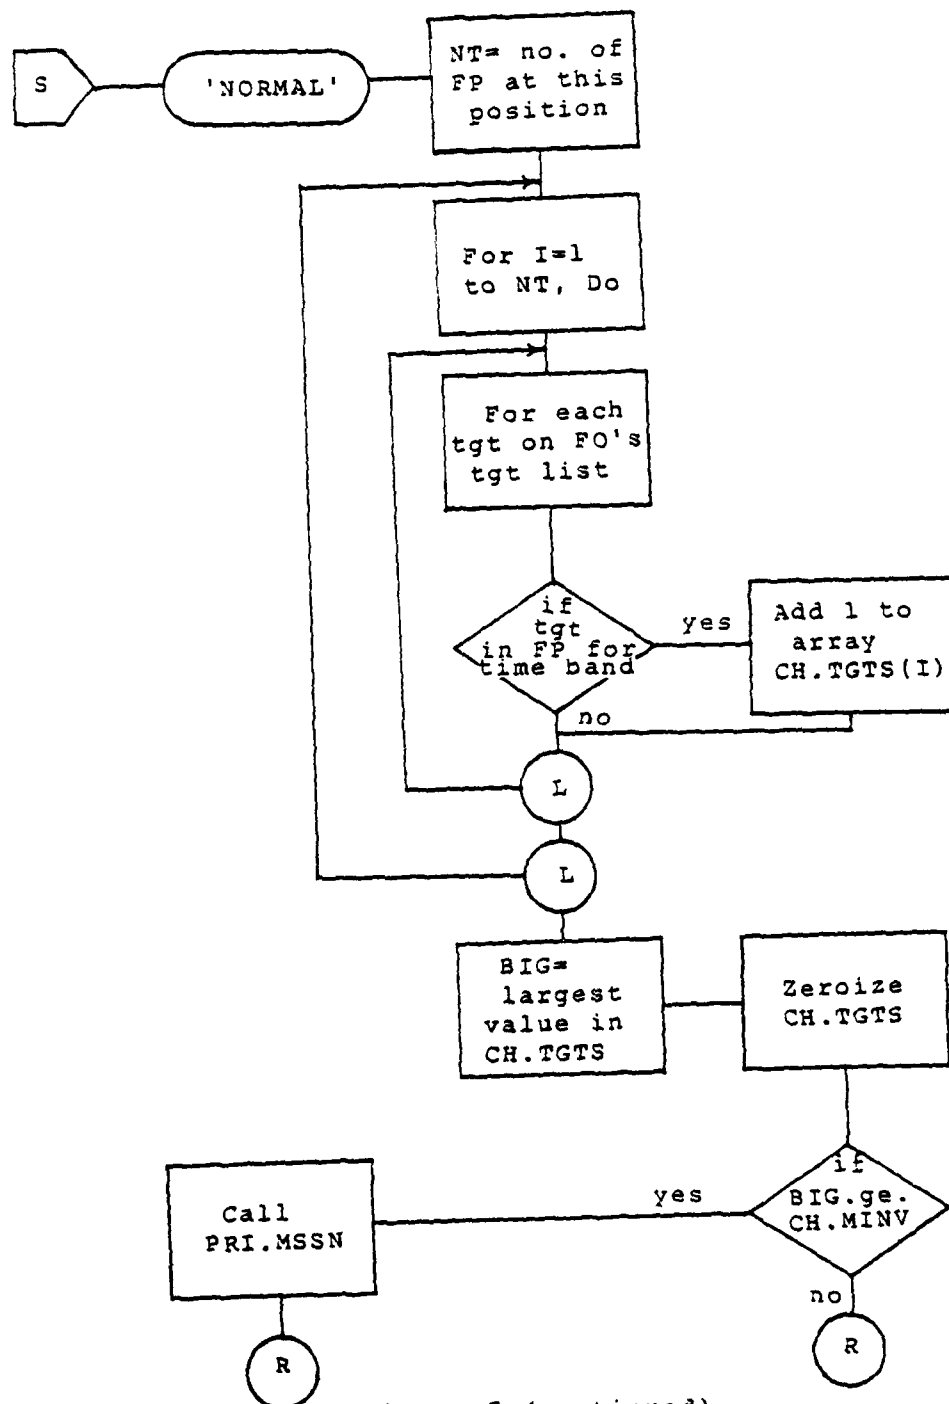 S
'NORMAL'
NT= no. of
FP at this
position
For I=1
to NT, Do
For each
tgt on FO's
tgt list
if
tgt
in FP for
time band
yes
Add 1 to
array
CH.TGTS(I)
no
L
L
BIG=
largest
value in
CH.TGTS
Zeroize
CH.TGTS
if
BIG.ge.
CH.MINV
yes
Call
PRI.MSSN
no
R
R